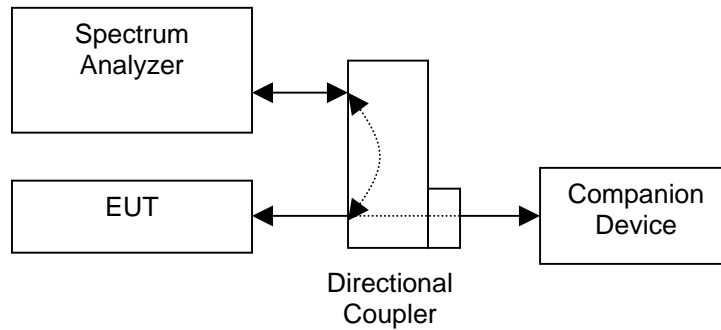 Spectrum
Analyzer
EUT
Companion
Device
Directional
Coupler